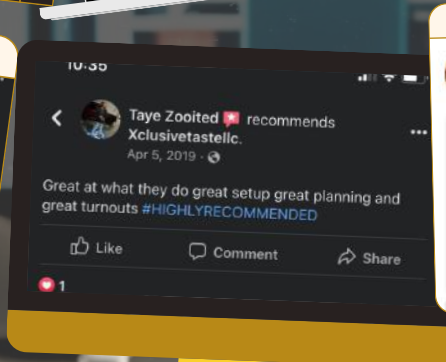 10:35
Taye Zooited recommends
Xclusivetastellc.
Apr 5, 2019 ·
Great at what they do great setup great planning and
great turnouts #HIGHLYRECOMMENDED
Like Comment Share
1